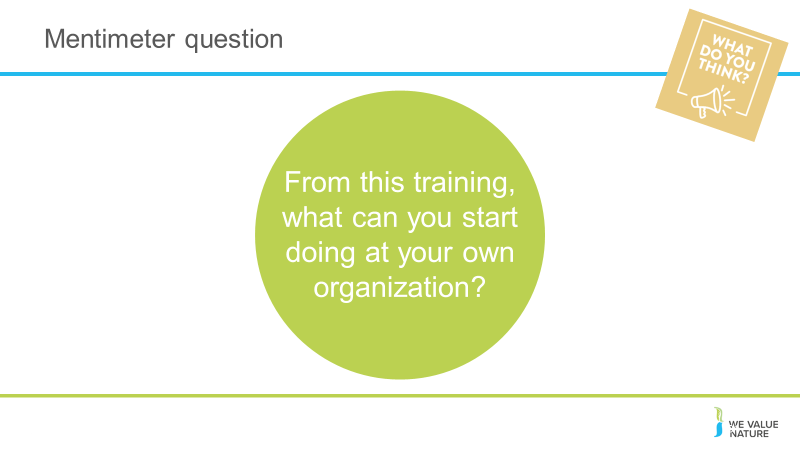 Mentimeter question
WHAT
DO YOU
THINK?
From this training,
what can you start
doing at your own
organization?
WE VALUE
NATURE